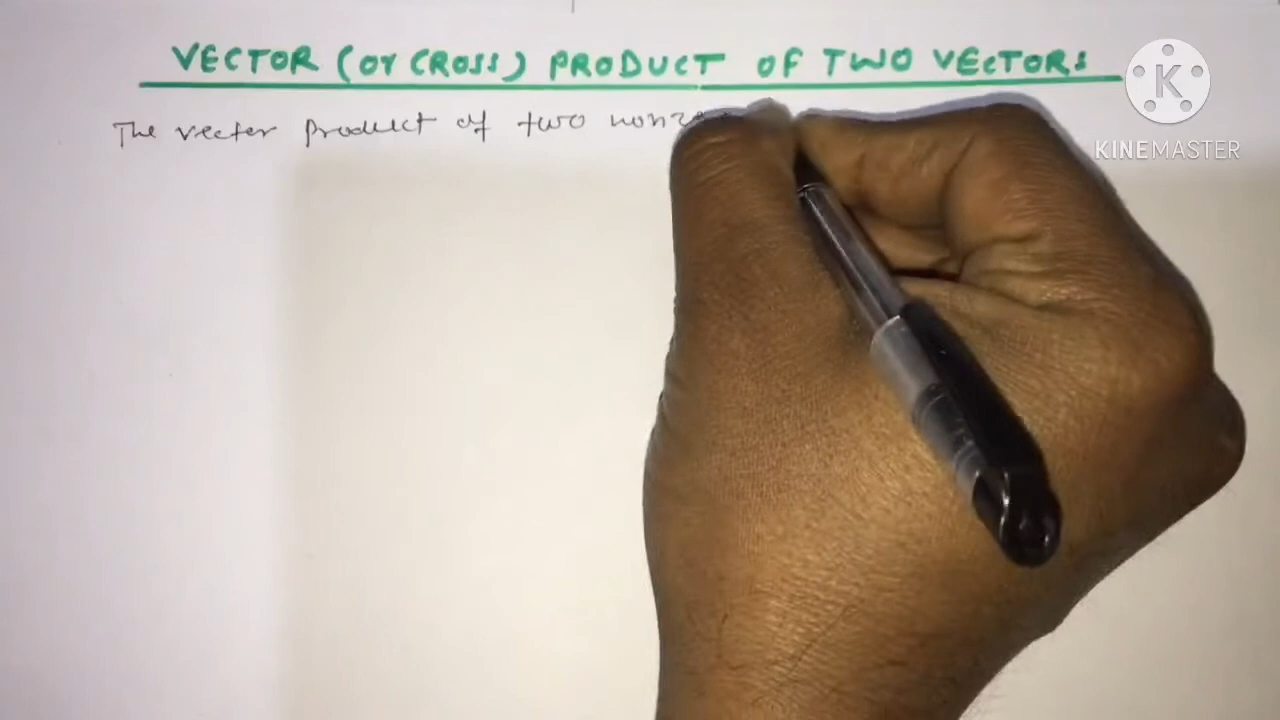 VECTOR (or CROSS) PRODUCT OF TWO VECTORS
The vector product of two
K
KINEMASTER